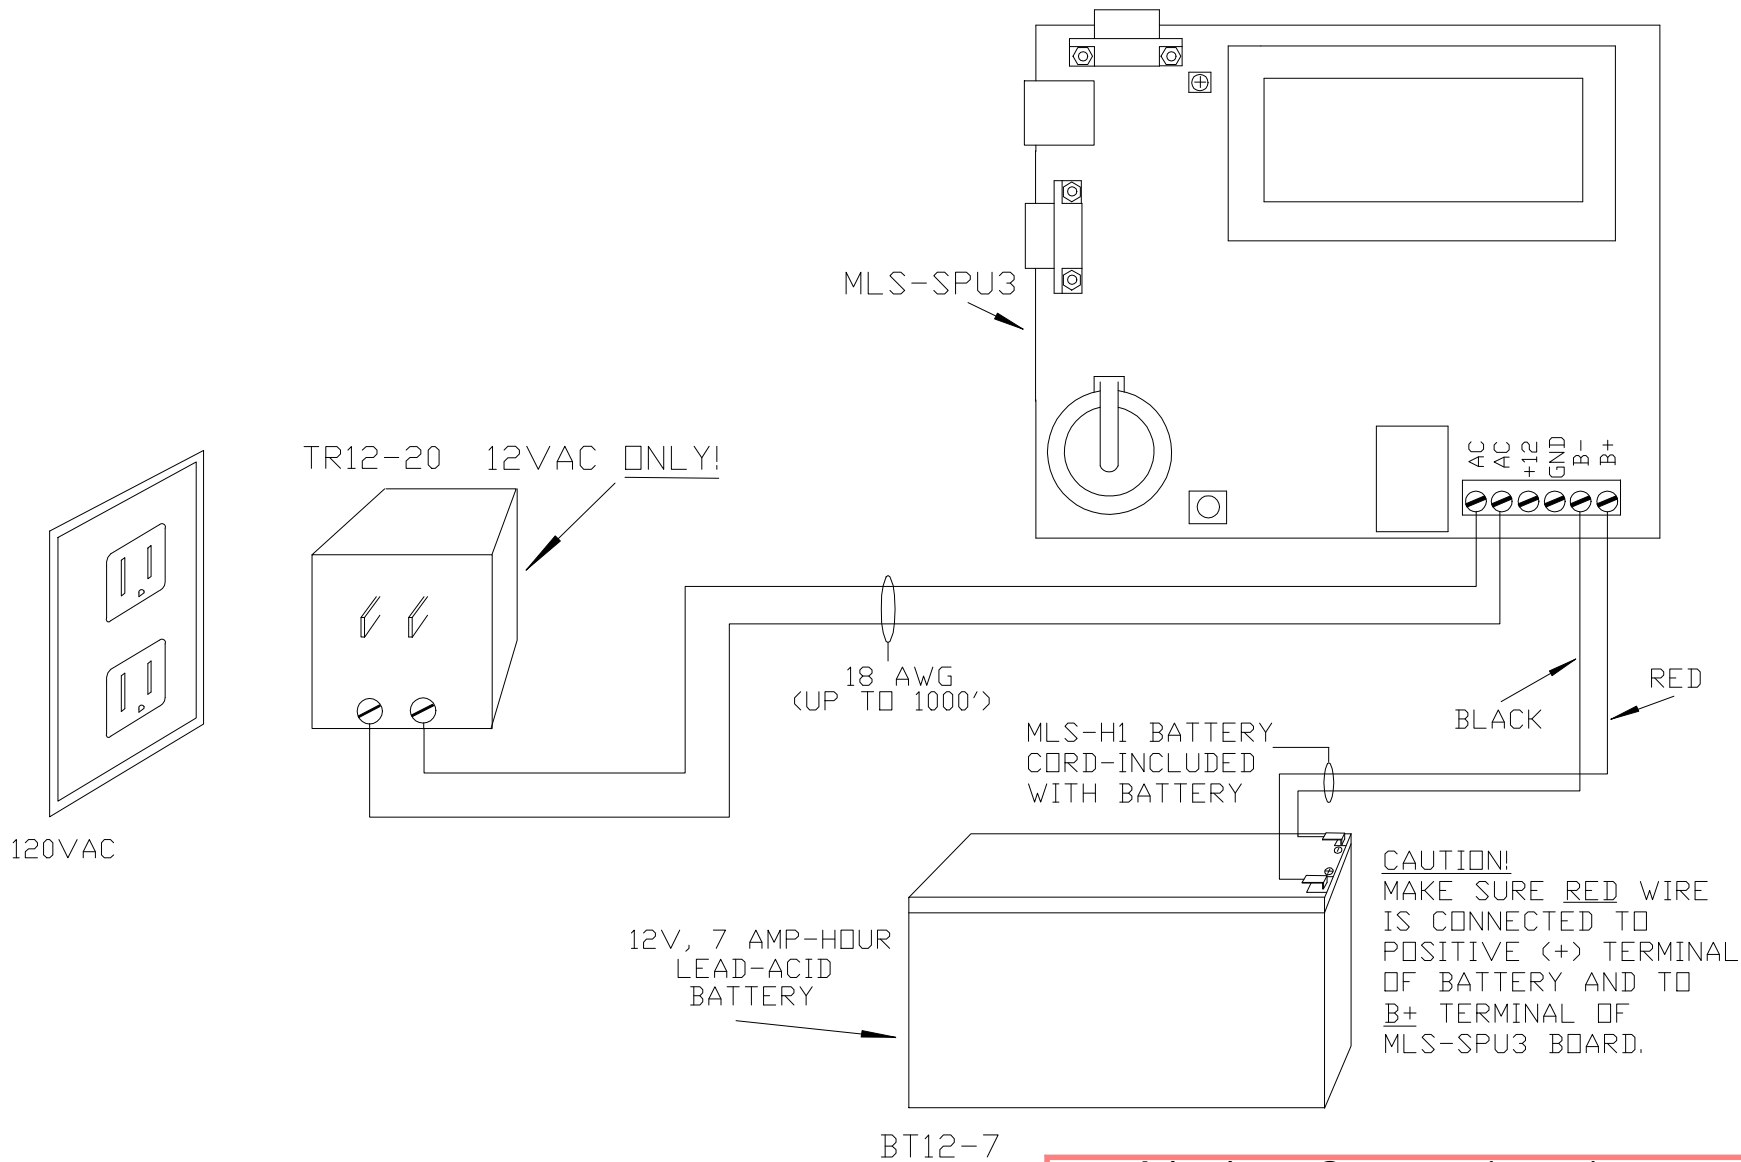 MLS-SPU3
TR12-20 12VAC ONLY!
AC
AC
+12
GND
B-
B+
18 AWG
(UP TO 1000')
BLACK
RED
MLS-H1 BATTERY
CORD-INCLUDED
WITH BATTERY
120VAC
12V, 7 AMP-HOUR
LEAD-ACID
BATTERY
CAUTION!
MAKE SURE RED WIRE
IS CONNECTED TO
POSITIVE (+) TERMINAL
OF BATTERY AND TO
B+ TERMINAL OF
MLS-SPU3 BOARD.
BT12-7